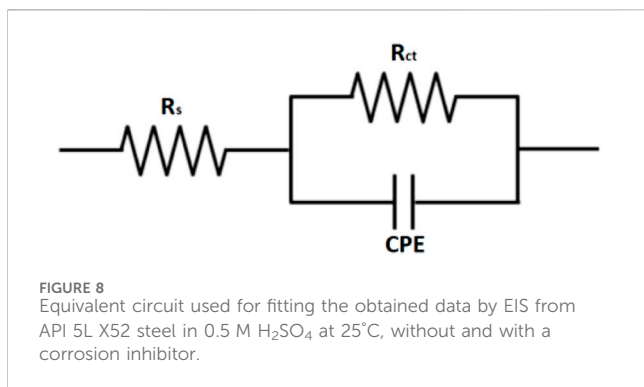 Rct
Rs
CPE
FIGURE 8
Equivalent circuit used for fitting the obtained data by EIS from
API 5L X52 steel in 0.5 M H₂SO₄ at 25°C, without and with a
corrosion inhibitor.